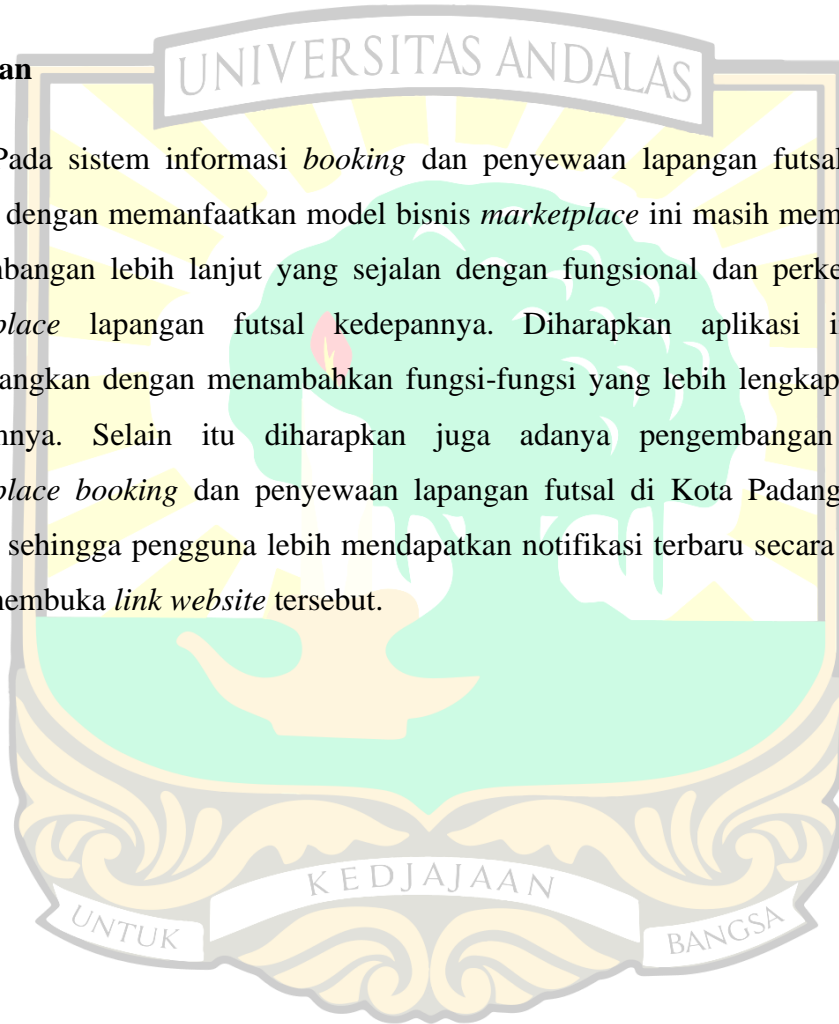 UNIVERSITAS ANDALAS
an
Pada sistem informasi booking dan penyewaan lapangan futsal
dengan memanfaatkan model bisnis marketplace ini masih mem
bangan lebih lanjut yang sejalan dengan fungsional dan perke
place lapangan futsal kedepannya. Diharapkan aplikasi i
angkan dengan menambahkan fungsi-fungsi yang lebih lengkap
nnya. Selain itu diharapkan juga adanya pengembangan
place booking dan penyewaan lapangan futsal di Kota Padang
sehingga pengguna lebih mendapatkan notifikasi terbaru secara
membuka link website tersebut.
KEDJAJAAN
UNTUK BANGSA